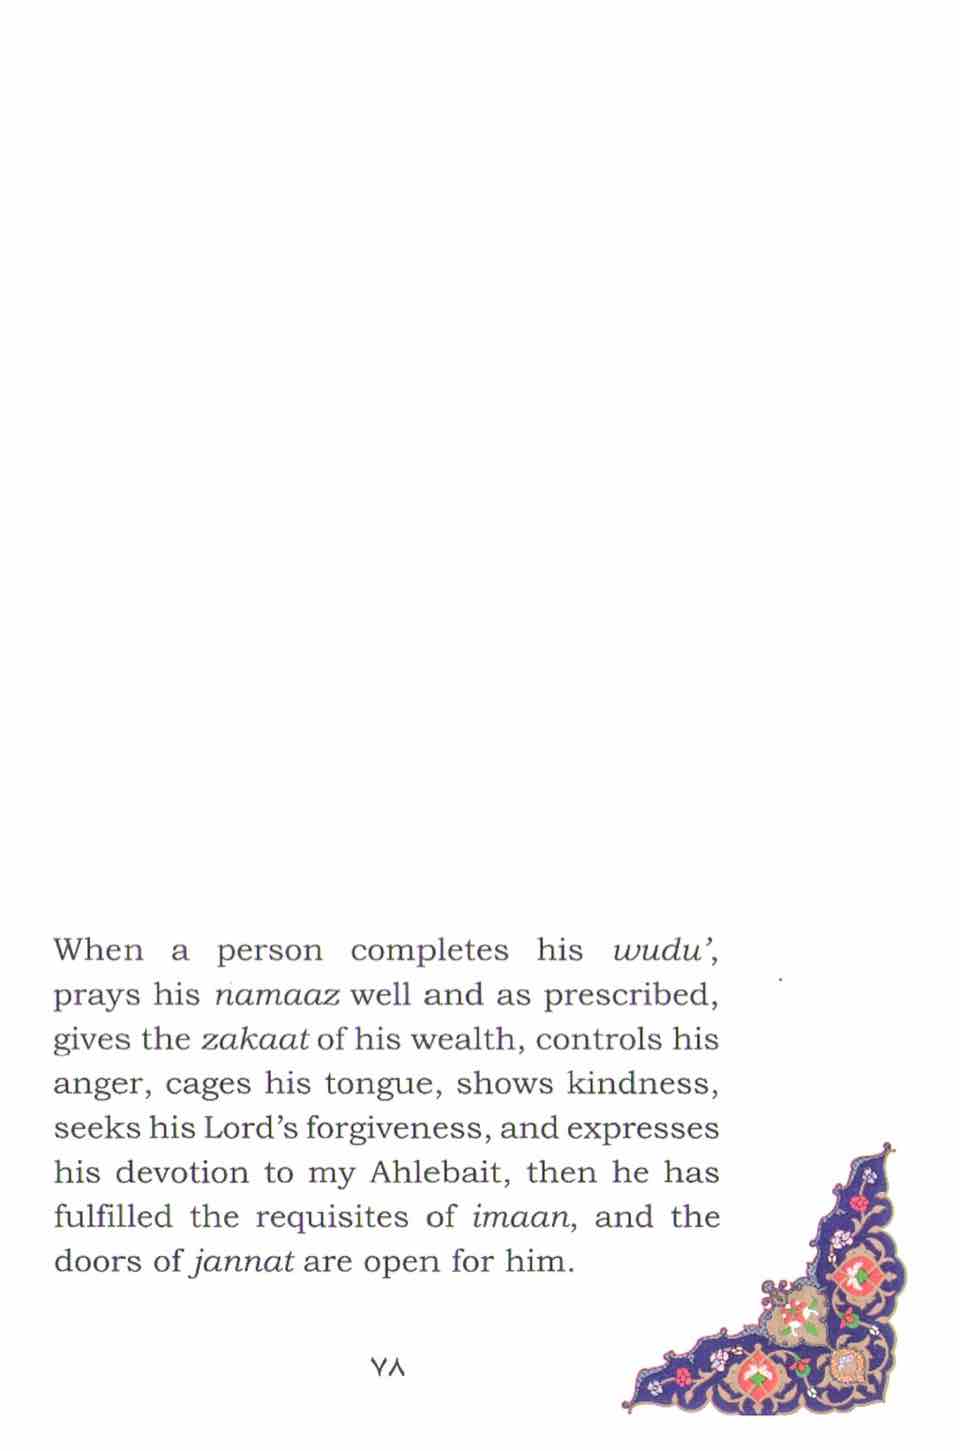 When a person completes his wudu’,
prays his namaaz well and as prescribed,
gives the zakaat of his wealth, controls his
anger, cages his tongue, shows kindness,
seeks his Lord’s forgiveness, and expresses
his devotion to my Ahlebait, then he has
fulfilled the requisites of imaan, and the
doors of jannat are open for him.
٧٨